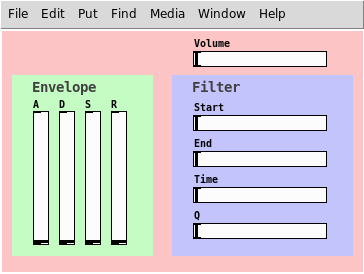 File Edit Put Find Media Window Help
Volume
Envelope
A D S R
Filter
Start
End
Time
Q